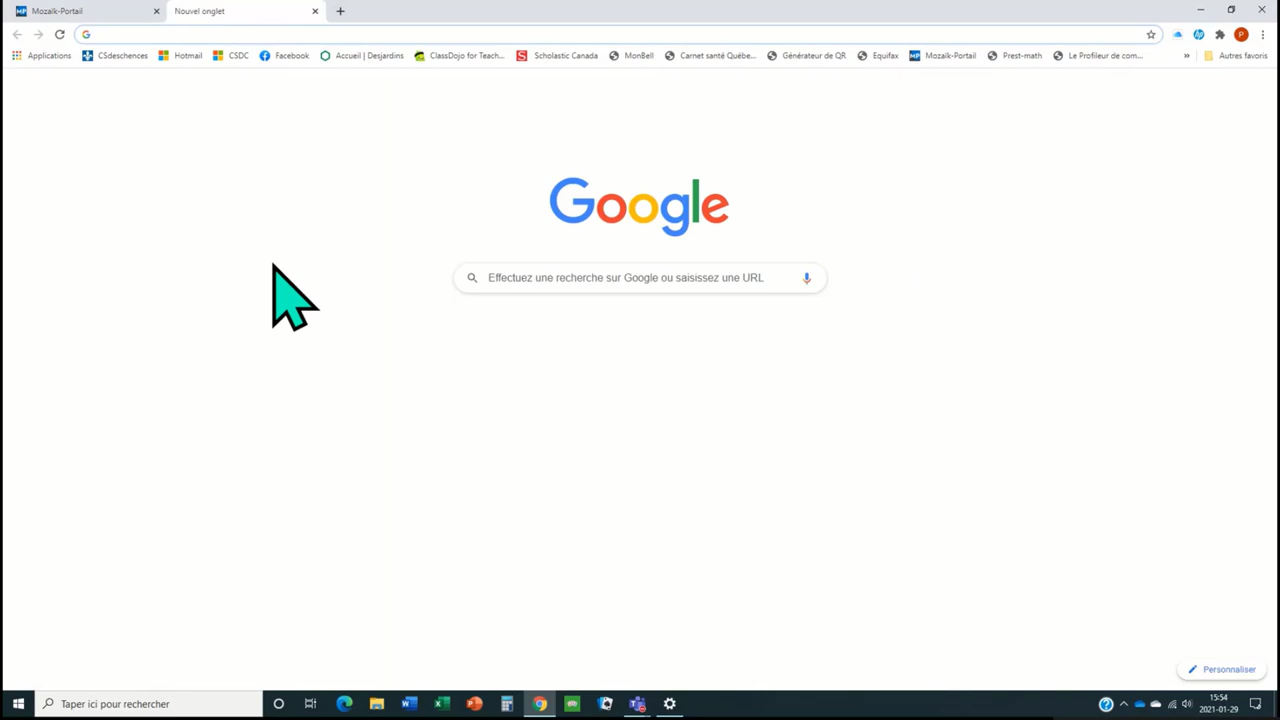 Mozaïk-Portail
Nouvel onglet
Applications
CSdesChences
Hotmail
CSDC
Facebook
Accueil | Desjardins
ClassDojo for Teach...
Scholastic Canada
MonBell
Carnet santé Québe...
Générateur de QR
Equifax
Mozaïk-Portail
Prest-math
Le Profileur de com...
»
Autres favoris
Google
Effectuez une recherche sur Google ou saisissez une URL
Personnaliser
Taper ici pour rechercher
15:54
2021-01-29